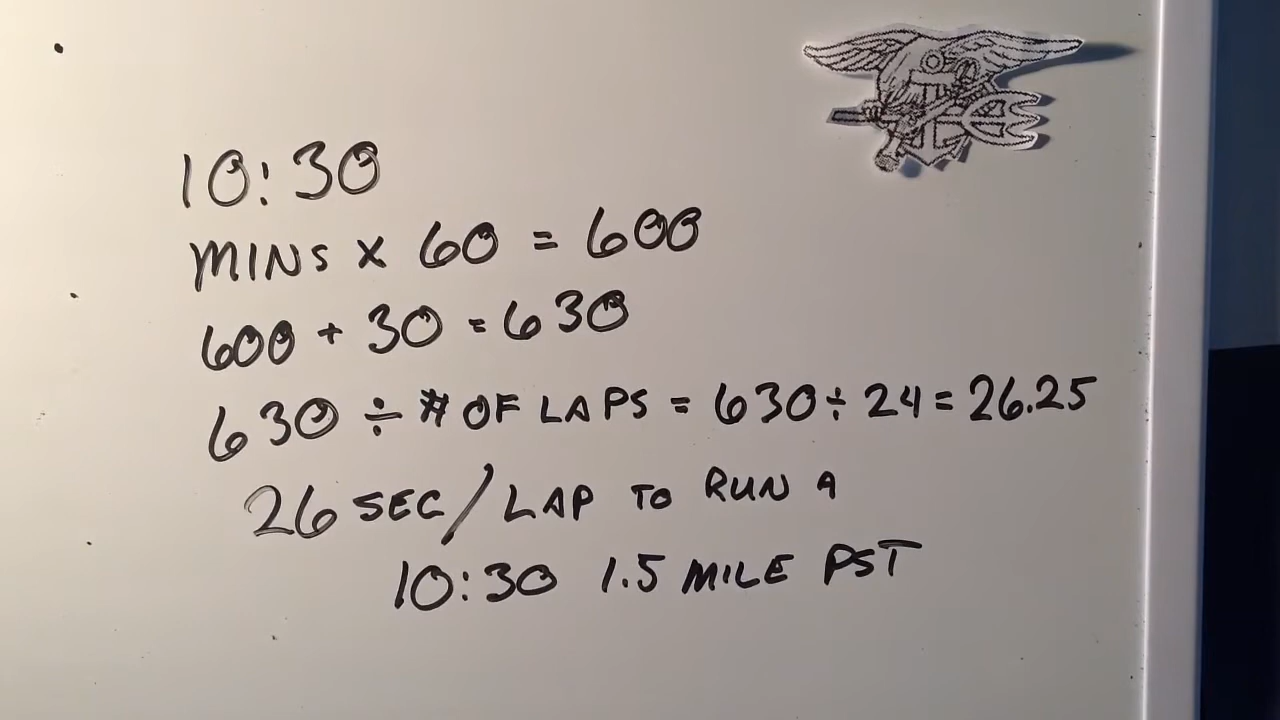 10:30
MINS x 60 = 600
600 + 30 = 630
630 ÷ # OF LAPS = 630 ÷ 24 = 26.25
26 SEC/LAP TO RUN A
10:30 1.5 MILE PST